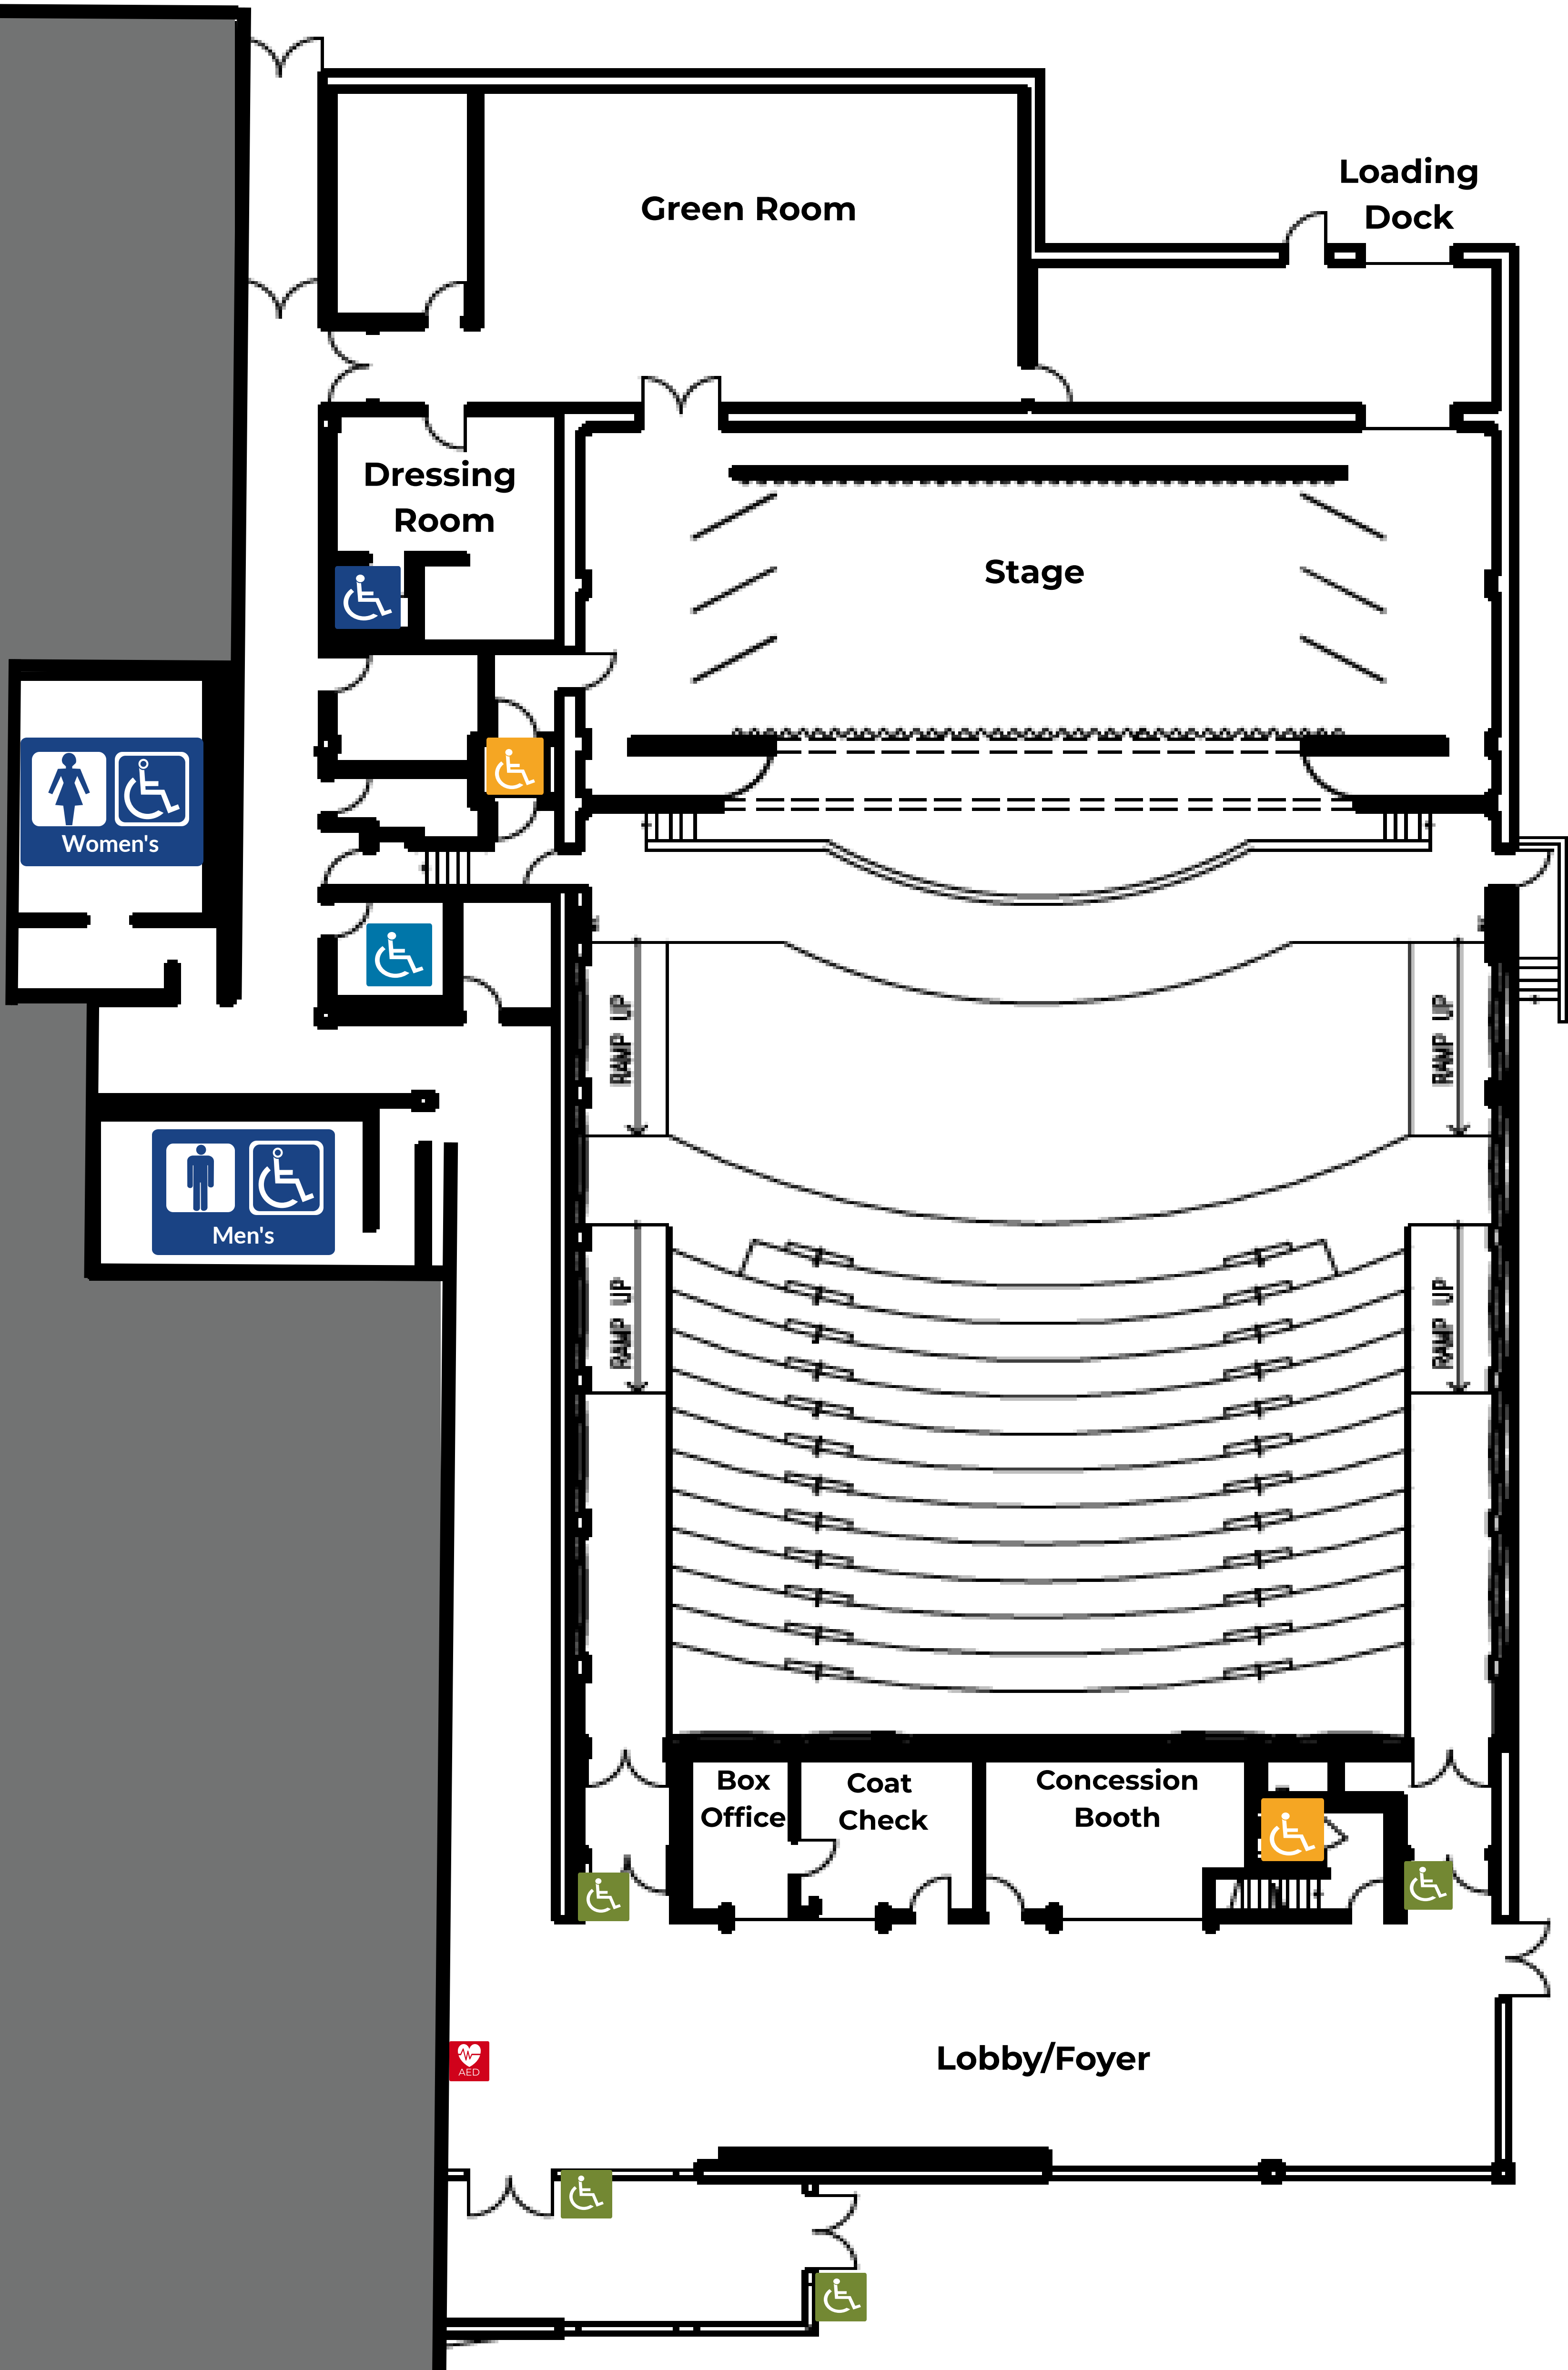 Loading
Dock
Green Room
Dressing
Room
Stage
Women's
RAMP UP
RAMP UP
Men's
RAMP UP
RAMP UP
Box
Office
Coat
Check
Concession
Booth
Lobby/Foyer
AED